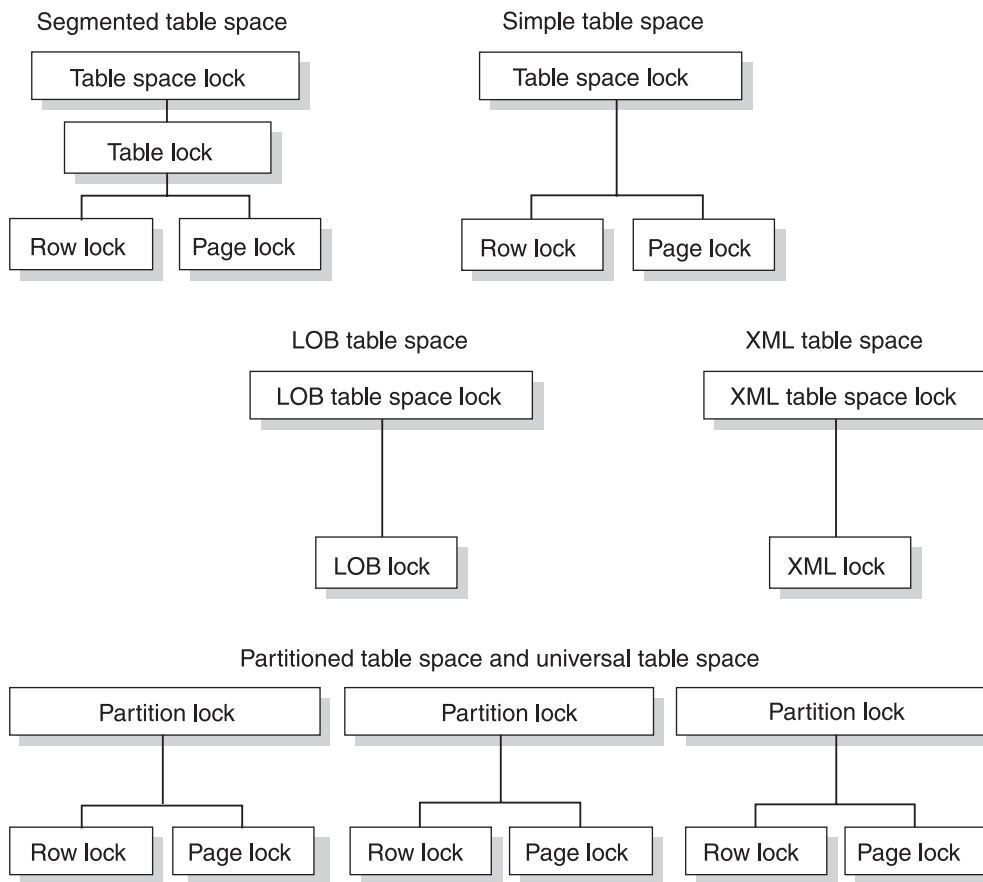 Segmented table space
Simple table space
Table space lock
Table space lock
Table lock
Row lock
Page lock
Row lock
Page lock
LOB table space
XML table space
LOB table space lock
XML table space lock
LOB lock
XML lock
Partitioned table space and universal table space
Partition lock
Partition lock
Partition lock
Row lock
Page lock
Row lock
Page lock
Row lock
Page lock